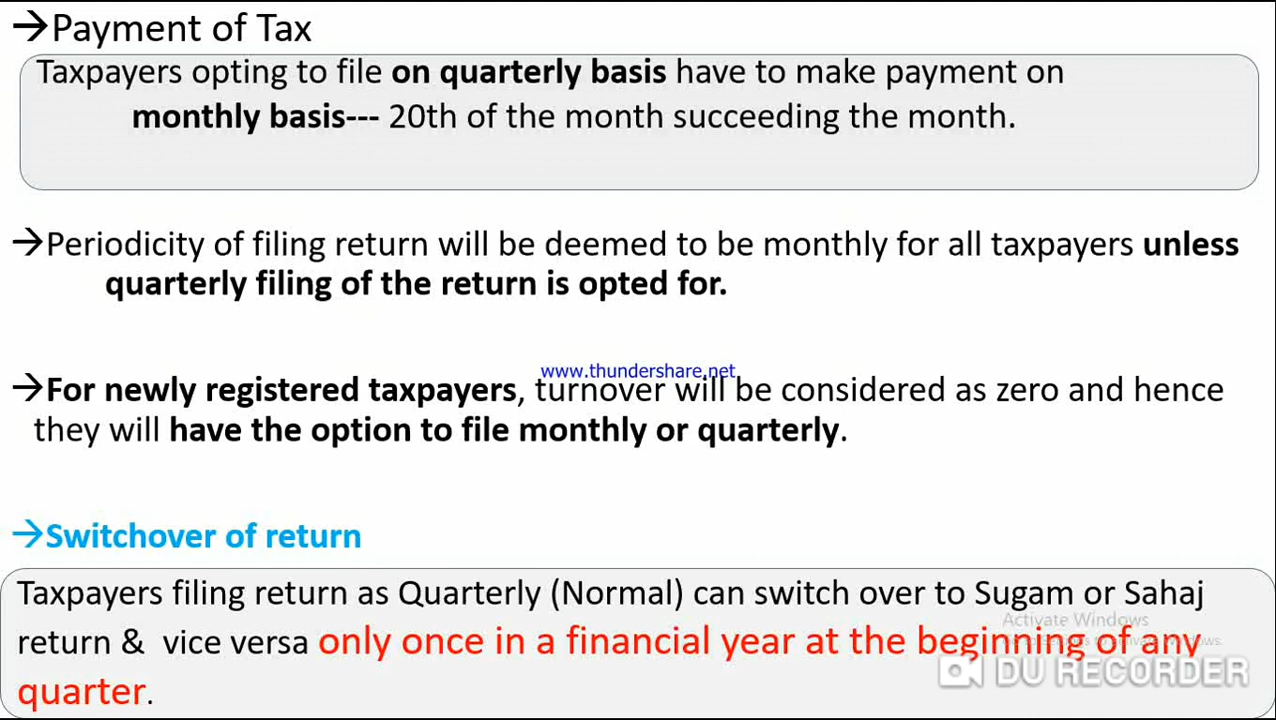 →Payment of Tax
Taxpayers opting to file on quarterly basis have to make payment on
monthly basis--- 20th of the month succeeding the month.
→Periodicity of filing return will be deemed to be monthly for all taxpayers unless
quarterly filing of the return is opted for.
www.thundershare.net
→For newly registered taxpayers, turnover will be considered as zero and hence
they will have the option to file monthly or quarterly.
→Switchover of return
Taxpayers filing return as Quarterly (Normal) can switch over to Sugam or Sahaj
Activate Windows
return & vice versa only once in a financial year at the beginning of any
DU RECORDER
quarter.